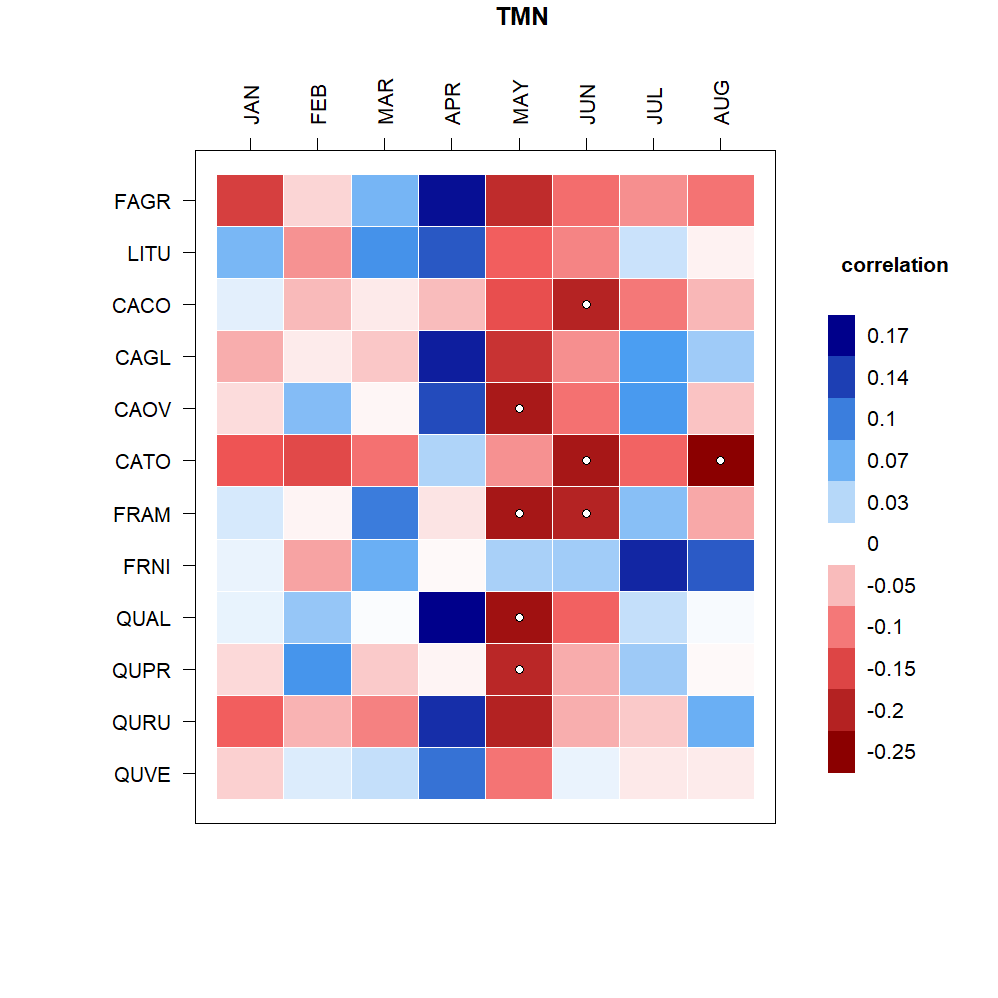 TMN
JAN FEB MAR APR MAY JUN JUL AUG
FAGR
LITU
CACO
CAGL
CAOV
CATO
FRAM
FRNI
QUAL
QUPR
QURU
QUVE
correlation
0.17
0.14
0.1
0.07
0.03
0
-0.05
-0.1
-0.15
-0.2
-0.25